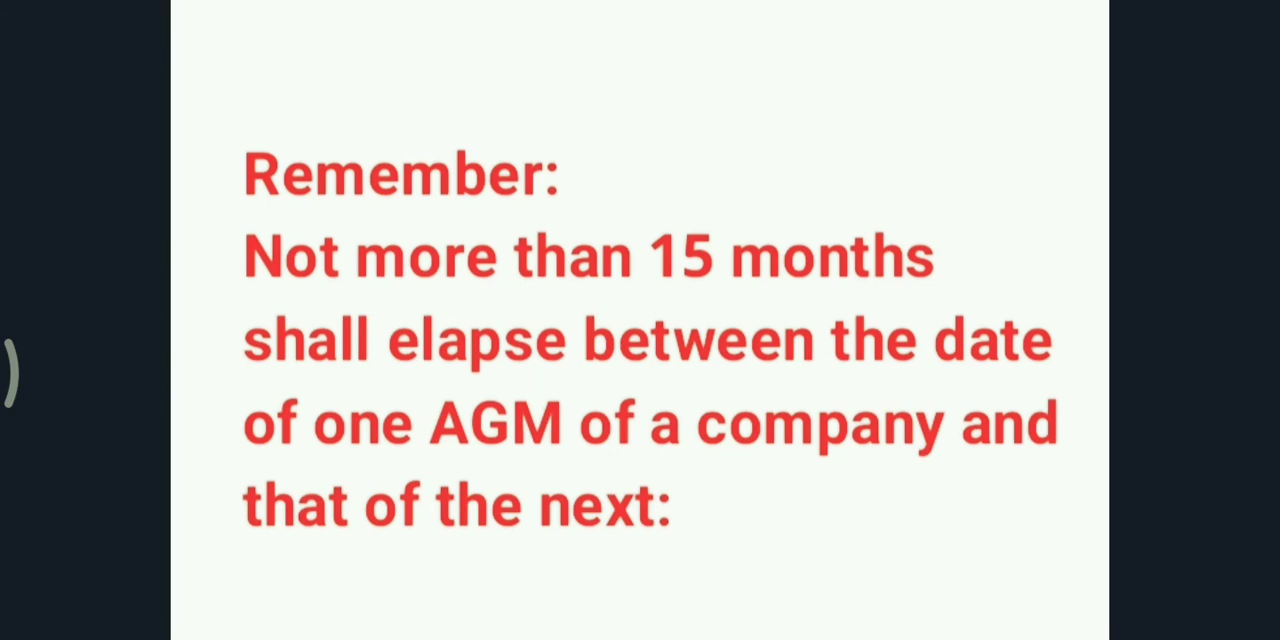 Remember:
Not more than 15 months
shall elapse between the date
of one AGM of a company and
that of the next: